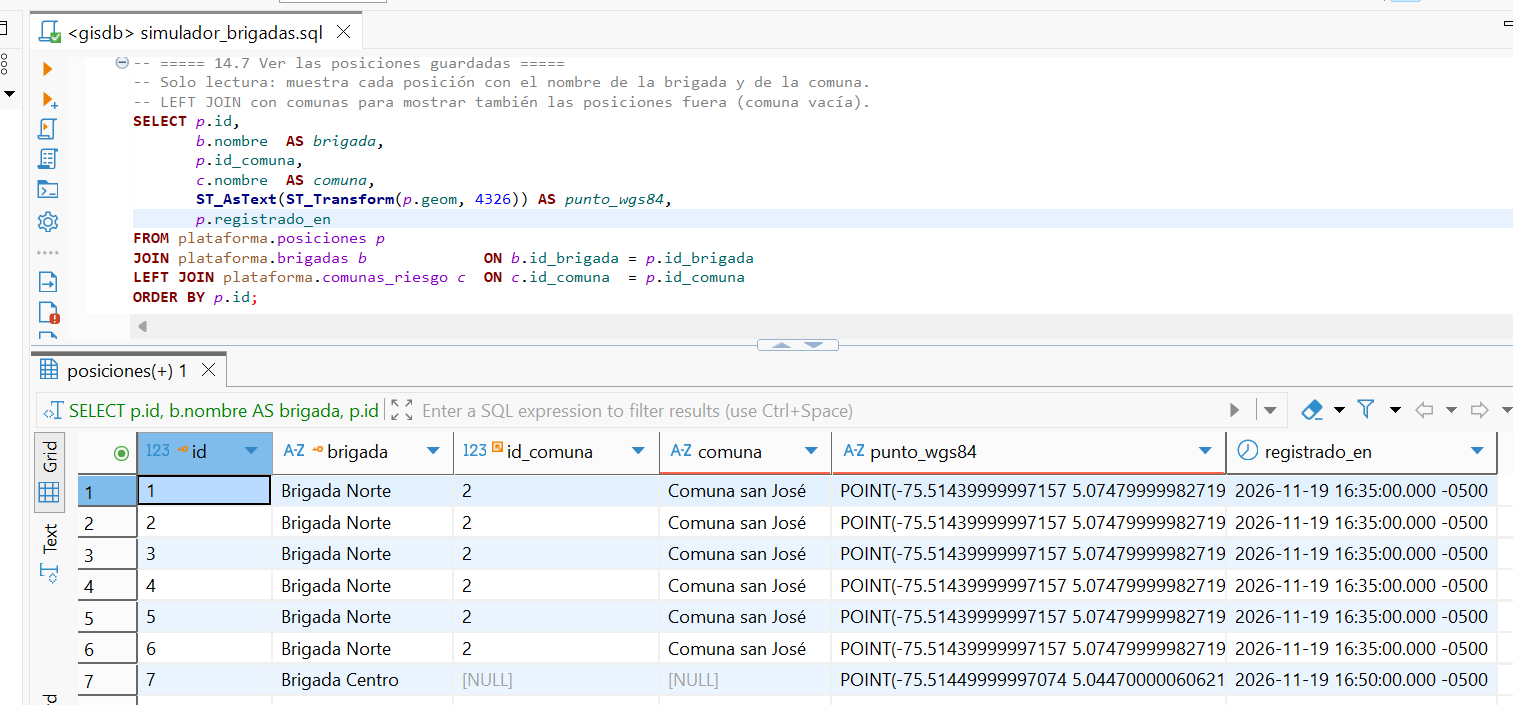 <gisdb> simulador_brigadas.sql
-- ===== 14.7 Ver las posiciones guardadas =====
-- Solo lectura: muestra cada posición con el nombre de la brigada y de la comuna.
-- LEFT JOIN con comunas para mostrar también las posiciones fuera (comuna vacía).
SELECT p.id,
b.nombre AS brigada,
p.id_comuna,
c.nombre AS comuna,
ST_AsText(ST_Transform(p.geom, 4326)) AS punto_wgs84,
p.registrado_en
FROM plataforma.posiciones p
JOIN plataforma.brigadas b ON b.id_brigada = p.id_brigada
LEFT JOIN plataforma.comunas_riesgo c ON c.id_comuna = p.id_comuna
ORDER BY p.id;
posiciones(+) 1
SELECT p.id, b.nombre AS brigada, p.id Enter a SQL expression to filter results (use Ctrl+Space)
Grid
Text
123 id A-Z brigada 123 id_comuna A-Z comuna A-Z punto_wgs84 registrado_en
1 1 Brigada Norte 2 Comuna san José POINT(-75.51439999997157 5.07479999982719 2026-11-19 16:35:00.000 -0500
2 2 Brigada Norte 2 Comuna san José POINT(-75.51439999997157 5.07479999982719 2026-11-19 16:35:00.000 -0500
3 3 Brigada Norte 2 Comuna san José POINT(-75.51439999997157 5.07479999982719 2026-11-19 16:35:00.000 -0500
4 4 Brigada Norte 2 Comuna san José POINT(-75.51439999997157 5.07479999982719 2026-11-19 16:35:00.000 -0500
5 5 Brigada Norte 2 Comuna san José POINT(-75.51439999997157 5.07479999982719 2026-11-19 16:35:00.000 -0500
6 6 Brigada Norte 2 Comuna san José POINT(-75.51439999997157 5.07479999982719 2026-11-19 16:35:00.000 -0500
7 7 Brigada Centro [NULL] [NULL] POINT(-75.51449999997074 5.04470000060621 2026-11-19 16:50:00.000 -0500